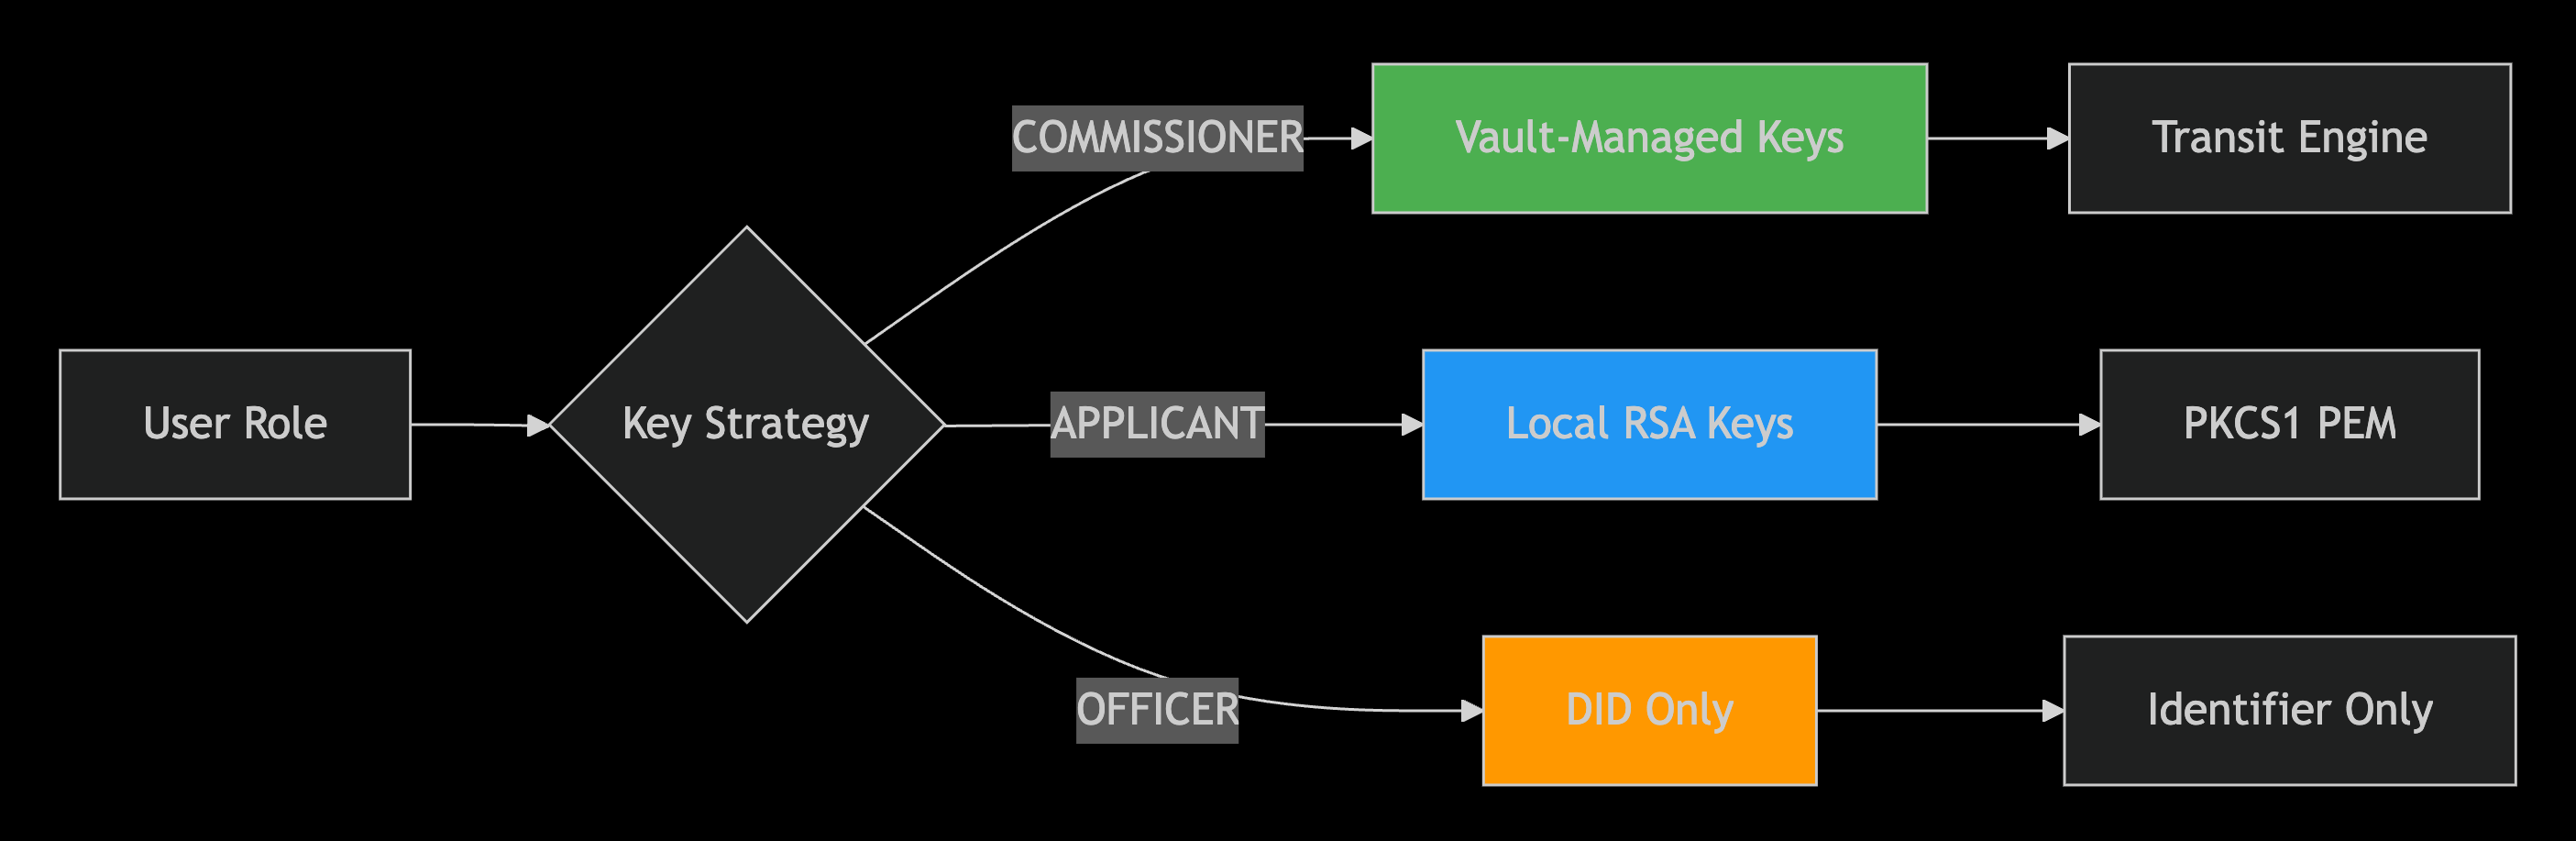 User Role
Key Strategy
COMMISSIONER
Vault-Managed Keys
Transit Engine
APPLICANT
Local RSA Keys
PKCS1 PEM
OFFICER
DID Only
Identifier Only